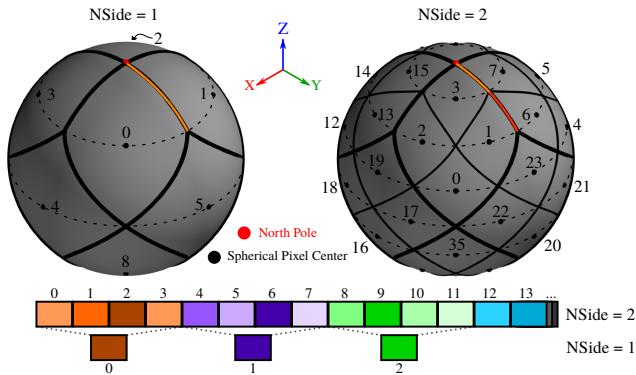 NSide = 1
NSide = 2
2
Z
X
Y
3
1
0
4
5
8
14
15
7
5
3
13
6
12
4
2
1
19
23
0
18
21
17
22
16
35
20
North Pole
Spherical Pixel Center
0 1 2 3 4 5 6 7 8 9 10 11 12 13 ...
NSide = 2
NSide = 1
0 1 2